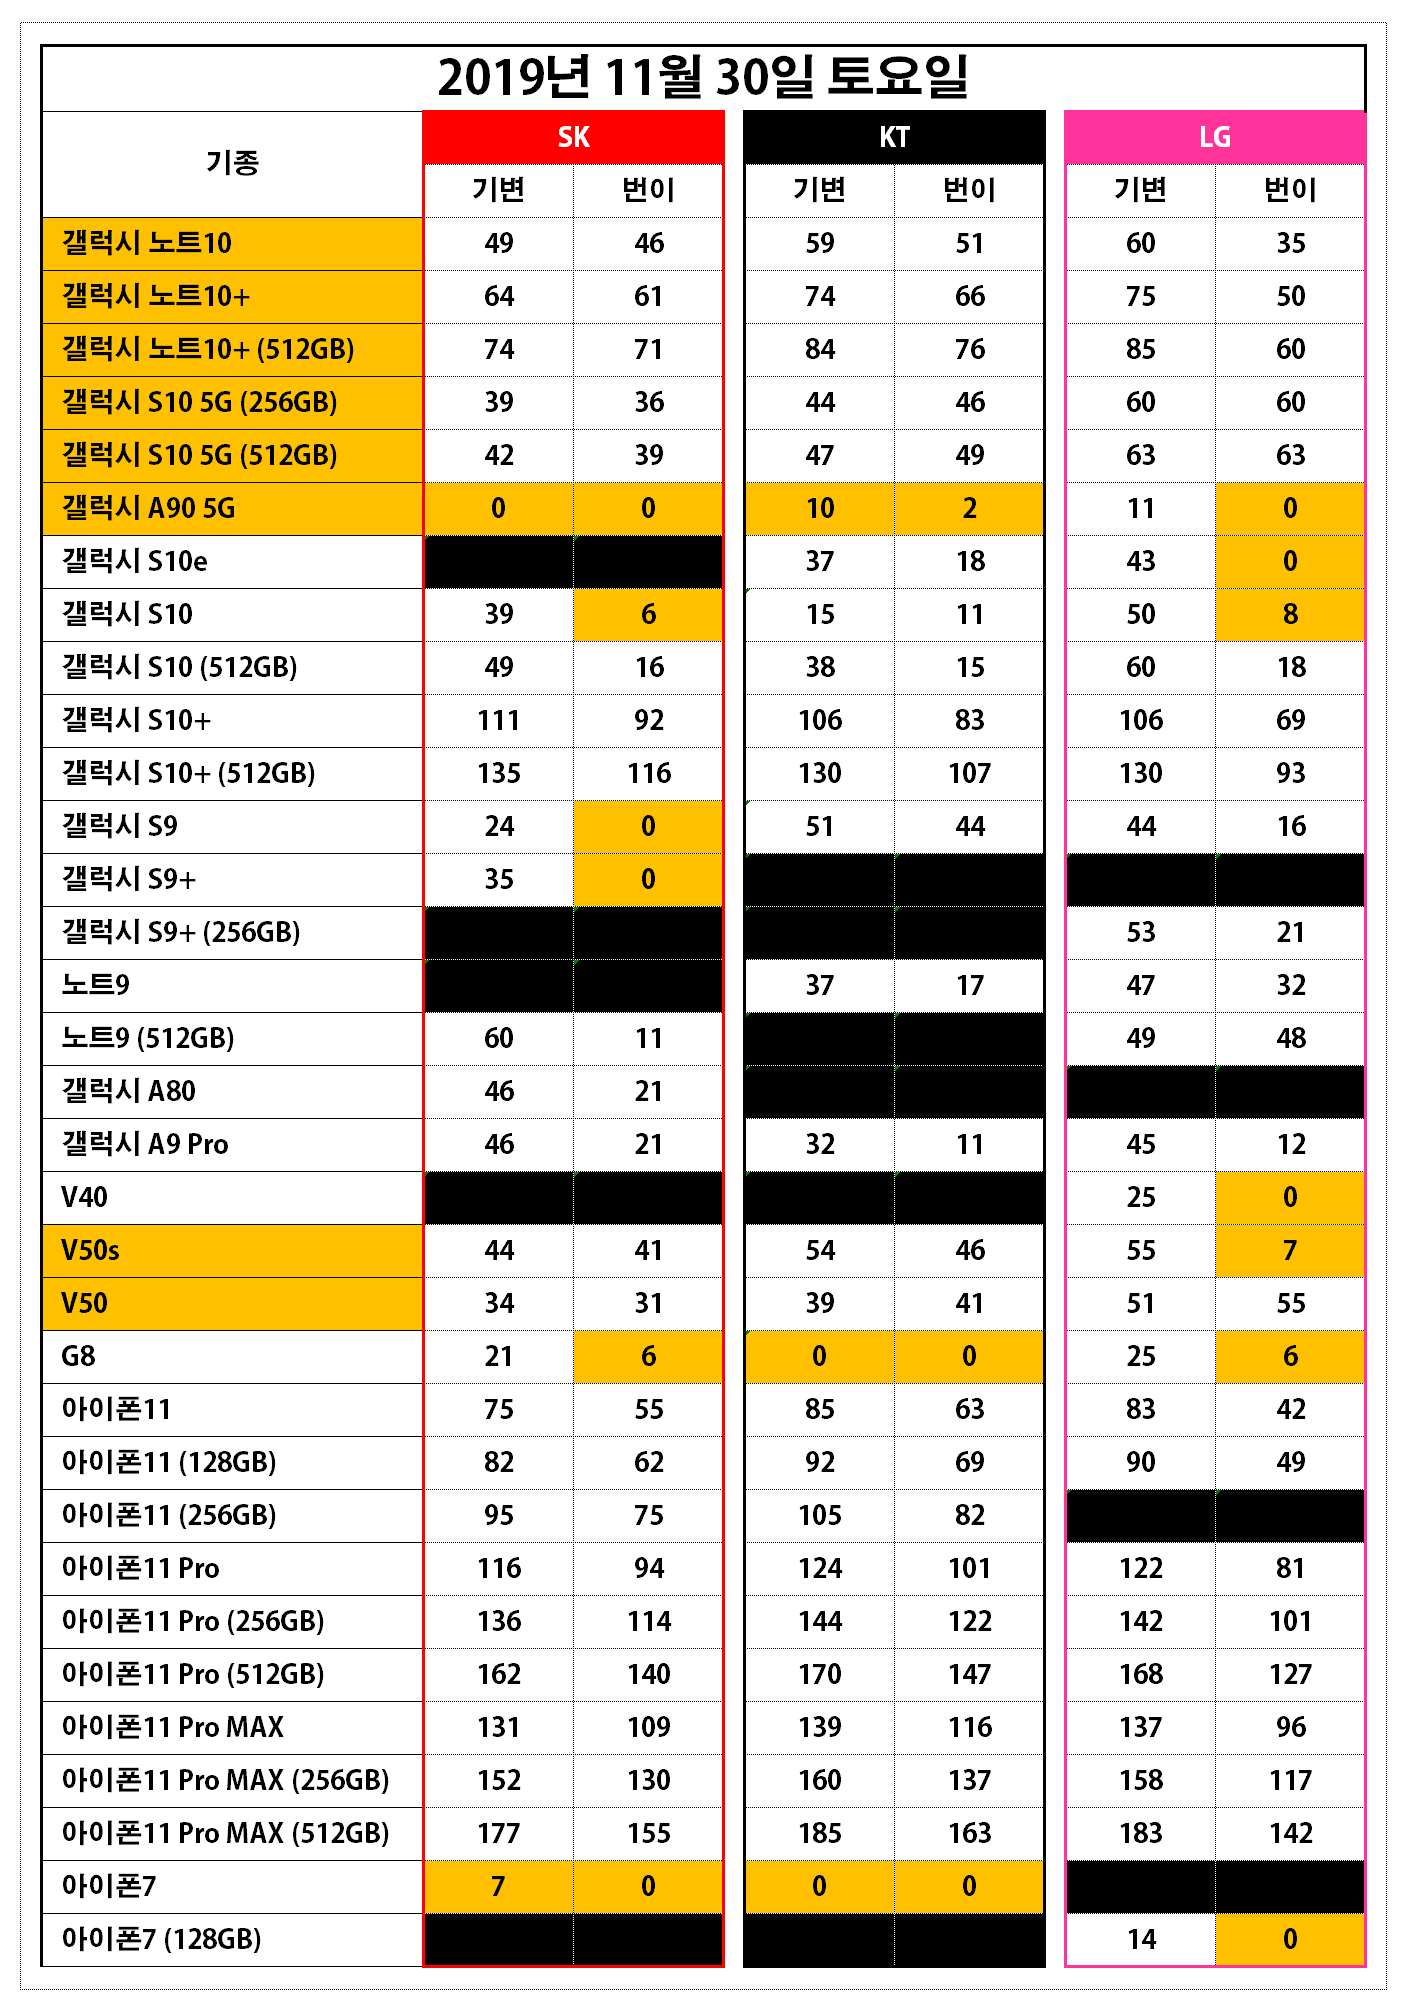 2019년 11월 30일 토요일
기종 SK KT LG
기변 번이 기변 번이 기변 번이
갤럭시 노트10 49 46 59 51 60 35
갤럭시 노트10+ 64 61 74 66 75 50
갤럭시 노트10+ (512GB) 74 71 84 76 85 60
갤럭시 S10 5G (256GB) 39 36 44 46 60 60
갤럭시 S10 5G (512GB) 42 39 47 49 63 63
갤럭시 A90 5G 0 0 10 2 11 0
갤럭시 S10e 37 18 43 0
갤럭시 S10 39 6 15 11 50 8
갤럭시 S10 (512GB) 49 16 38 15 60 18
갤럭시 S10+ 111 92 106 83 106 69
갤럭시 S10+ (512GB) 135 116 130 107 130 93
갤럭시 S9 24 0 51 44 44 16
갤럭시 S9+ 35 0
갤럭시 S9+ (256GB) 53 21
노트9 37 17 47 32
노트9 (512GB) 60 11 49 48
갤럭시 A80 46 21
갤럭시 A9 Pro 46 21 32 11 45 12
V40 25 0
V50s 44 41 54 46 55 7
V50 34 31 39 41 51 55
G8 21 6 0 0 25 6
아이폰11 75 55 85 63 83 42
아이폰11 (128GB) 82 62 92 69 90 49
아이폰11 (256GB) 95 75 105 82
아이폰11 Pro 116 94 124 101 122 81
아이폰11 Pro (256GB) 136 114 144 122 142 101
아이폰11 Pro (512GB) 162 140 170 147 168 127
아이폰11 Pro MAX 131 109 139 116 137 96
아이폰11 Pro MAX (256GB) 152 130 160 137 158 117
아이폰11 Pro MAX (512GB) 177 155 185 163 183 142
아이폰7 7 0 0 0
아이폰7 (128GB) 14 0